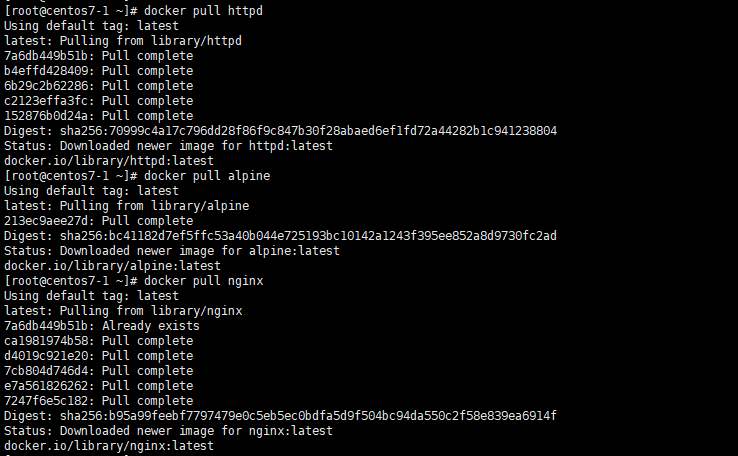 [root@centos7-1 ~]# docker pull httpd
Using default tag: latest
latest: Pulling from library/httpd
7a6db449b51b: Pull complete
b4effd428409: Pull complete
6b29c2b62286: Pull complete
c2123effa3fc: Pull complete
152876b0d24a: Pull complete
Digest: sha256:70999c4a17c796dd28f86f9c847b30f28abaed6ef1fd72a44282b1c941238804
Status: Downloaded newer image for httpd:latest
docker.io/library/httpd:latest
[root@centos7-1 ~]# docker pull alpine
Using default tag: latest
latest: Pulling from library/alpine
213ec9aee27d: Pull complete
Digest: sha256:bc41182d7ef5ffc53a40b044e725193bc10142a1243f395ee852a8d9730fc2ad
Status: Downloaded newer image for alpine:latest
docker.io/library/alpine:latest
[root@centos7-1 ~]# docker pull nginx
Using default tag: latest
latest: Pulling from library/nginx
7a6db449b51b: Already exists
ca1981974b58: Pull complete
d4019c921e20: Pull complete
7cb804d746d4: Pull complete
e7a561826262: Pull complete
7247f6e5c182: Pull complete
Digest: sha256:b95a99feebf7797479e0c5eb5ec0bdfa5d9f504bc94da550c2f58e839ea6914f
Status: Downloaded newer image for nginx:latest
docker.io/library/nginx:latest